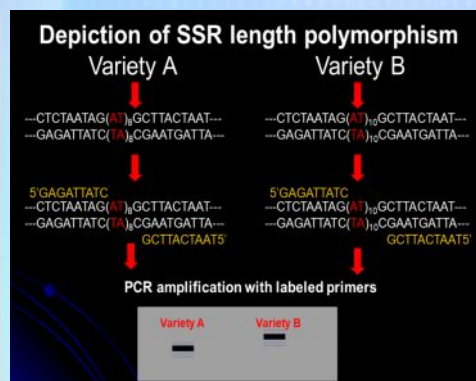 Depiction of SSR length polymorphism
Variety A Variety B
---CTCTAATAG(AT)₈GCTTACTAAT--- ---CTCTAATAG(AT)₁₀GCTTACTAAT---
---GAGATTATC(TA)₈CGAATGATTA--- ---GAGATTATC(TA)₁₀CGAATGATTA---
5'GAGATTATC 5'GAGATTATC
---CTCTAATAG(AT)₈GCTTACTAAT--- ---CTCTAATAG(AT)₁₀GCTTACTAAT---
---GAGATTATC(TA)₈CGAATGATTA--- ---GAGATTATC(TA)₁₀CGAATGATTA---
GCTTACTAAT5' GCTTACTAAT5'
PCR amplification with labeled primers
Variety A Variety B